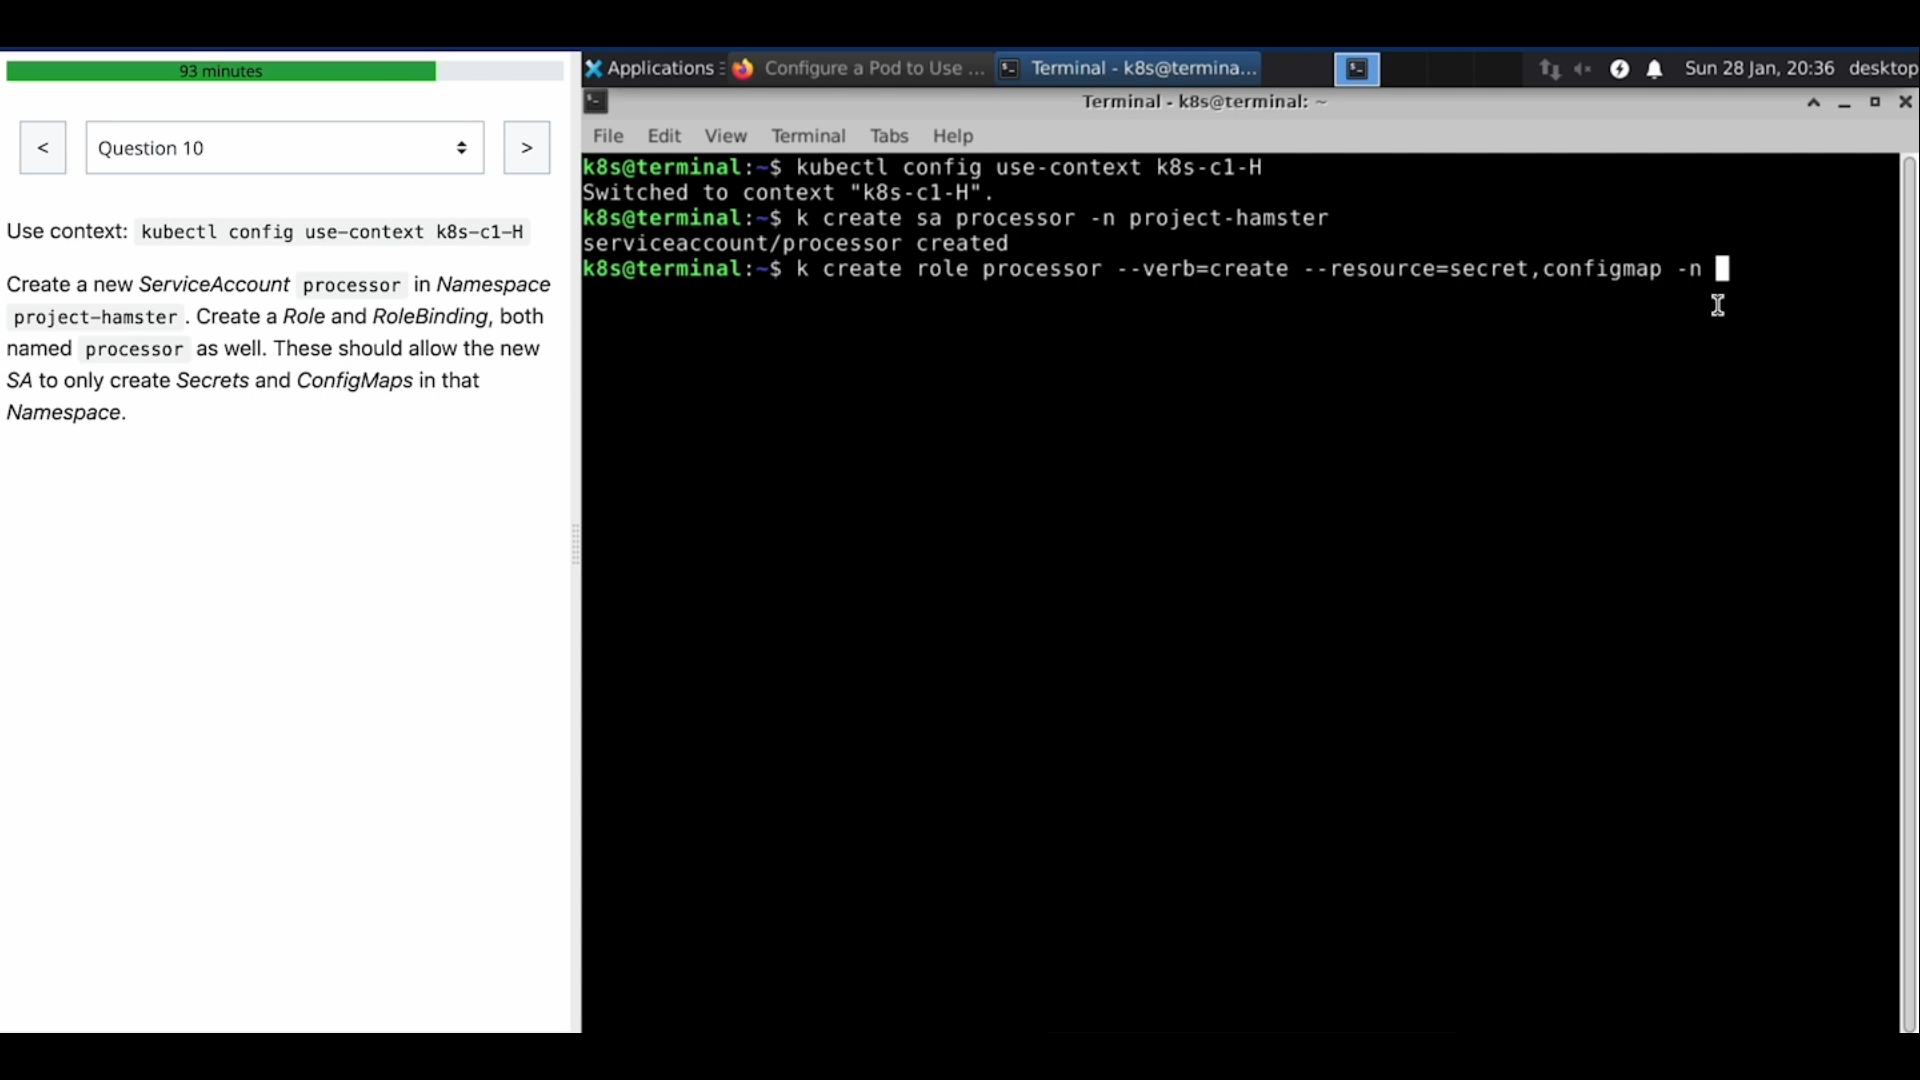 93 minutes
<
Question 10
>
Use context: kubectl config use-context k8s-c1-H
Create a new ServiceAccount processor in Namespace
project-hamster. Create a Role and RoleBinding, both
named processor as well. These should allow the new
SA to only create Secrets and ConfigMaps in that
Namespace.
Applications
Configure a Pod to Use ...
Terminal - k8s@termina...
Sun 28 Jan, 20:36
desktop
Terminal - k8s@terminal: ~
File Edit View Terminal Tabs Help
k8s@terminal:~$ kubectl config use-context k8s-c1-H
Switched to context "k8s-c1-H".
k8s@terminal:~$ k create sa processor -n project-hamster
serviceaccount/processor created
k8s@terminal:~$ k create role processor --verb=create --resource=secret,configmap -n